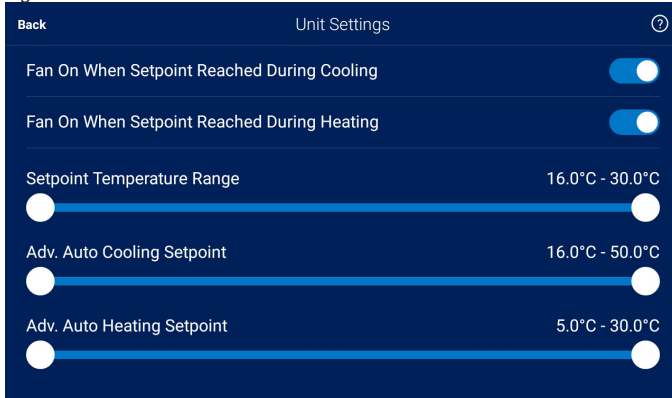 Back Unit Settings ?
Fan On When Setpoint Reached During Cooling
Fan On When Setpoint Reached During Heating
Setpoint Temperature Range 16.0°C - 30.0°C
Adv. Auto Cooling Setpoint 16.0°C - 50.0°C
Adv. Auto Heating Setpoint 5.0°C - 30.0°C